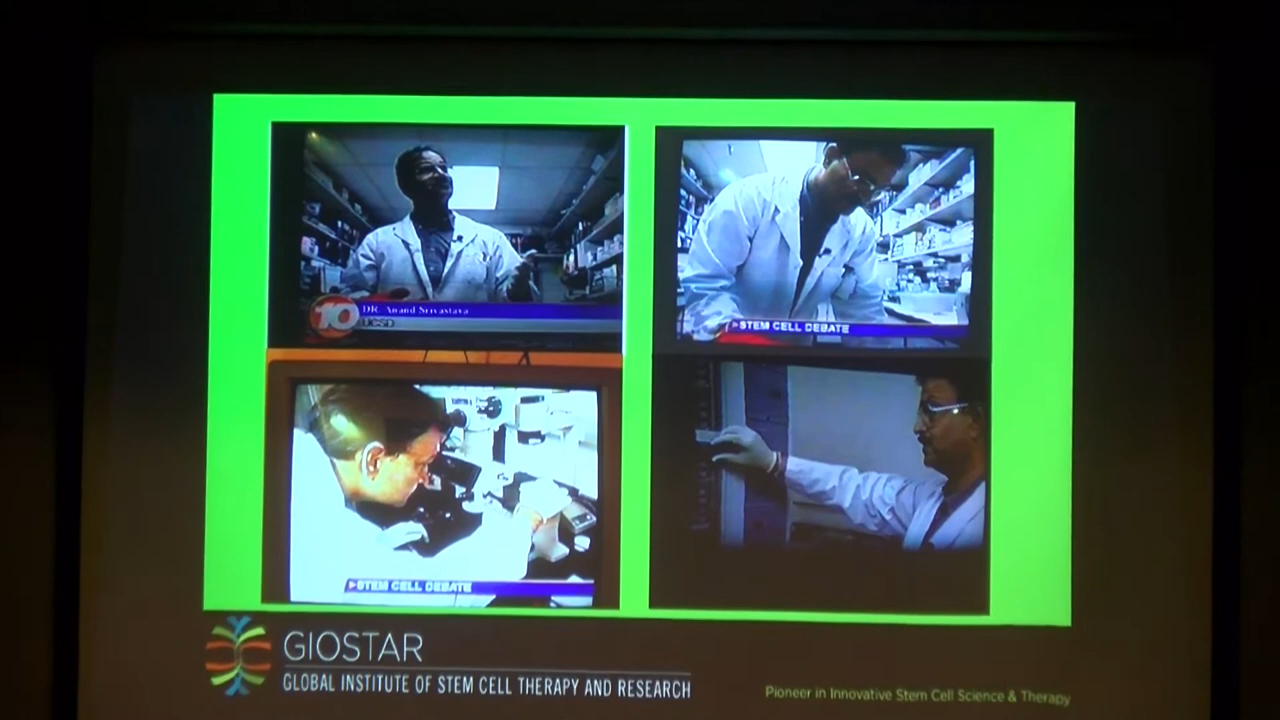 10
DR. Anand Srivastava
UCSD
STEM CELL DEBATE
STEM CELL DEBATE
GIOSTAR
GLOBAL INSTITUTE OF STEM CELL THERAPY AND RESEARCH
Pioneer in Innovative Stem Cell Science & Therapy